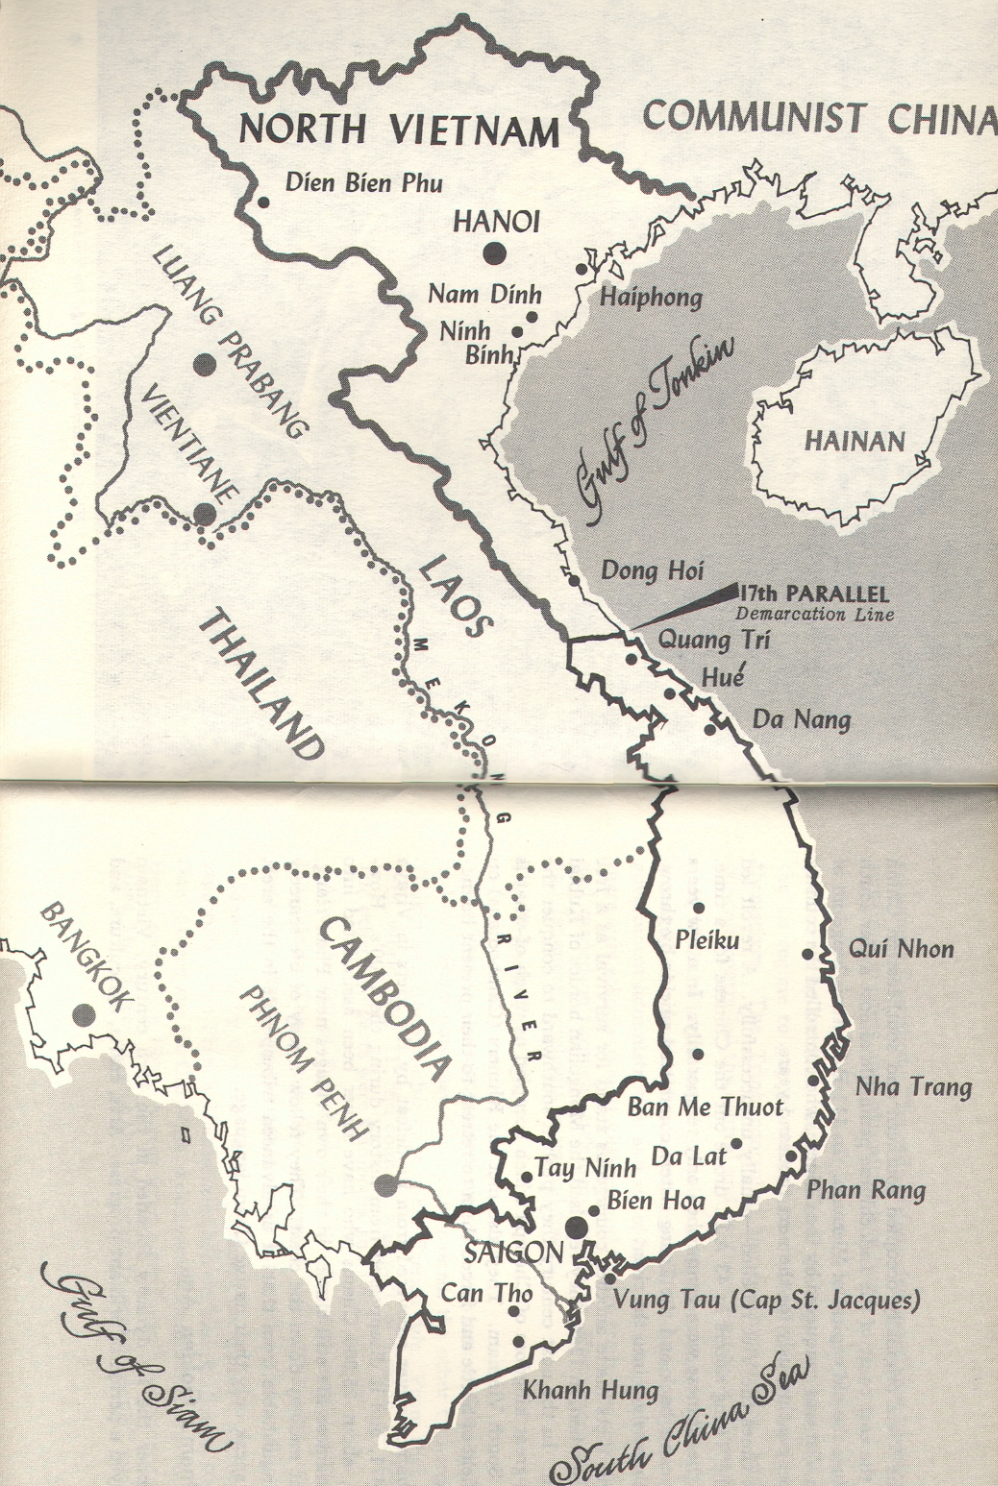 NORTH VIETNAM
COMMUNIST CHINA
Dien Bien Phu
HANOI
Nam Dinh
Haiphong
Ninh
Binh
LUANG PRABANG
VIENTIANE
Gulf of Tonkin
HAINAN
LAOS
Dong Hoi
17th PARALLEL
Demarcation Line
THAILAND
Quang Tri
Hué
Da Nang
MEKONG RIVER
BANGKOK
CAMBODIA
PHNOM PENH
Pleiku
Qui Nhon
Nha Trang
Ban Me Thuot
Da Lat
Tay Ninh
Phan Rang
Bien Hoa
SAIGON
Can Tho
Vung Tau (Cap St. Jacques)
Khanh Hung
Gulf of Siam
South China Sea